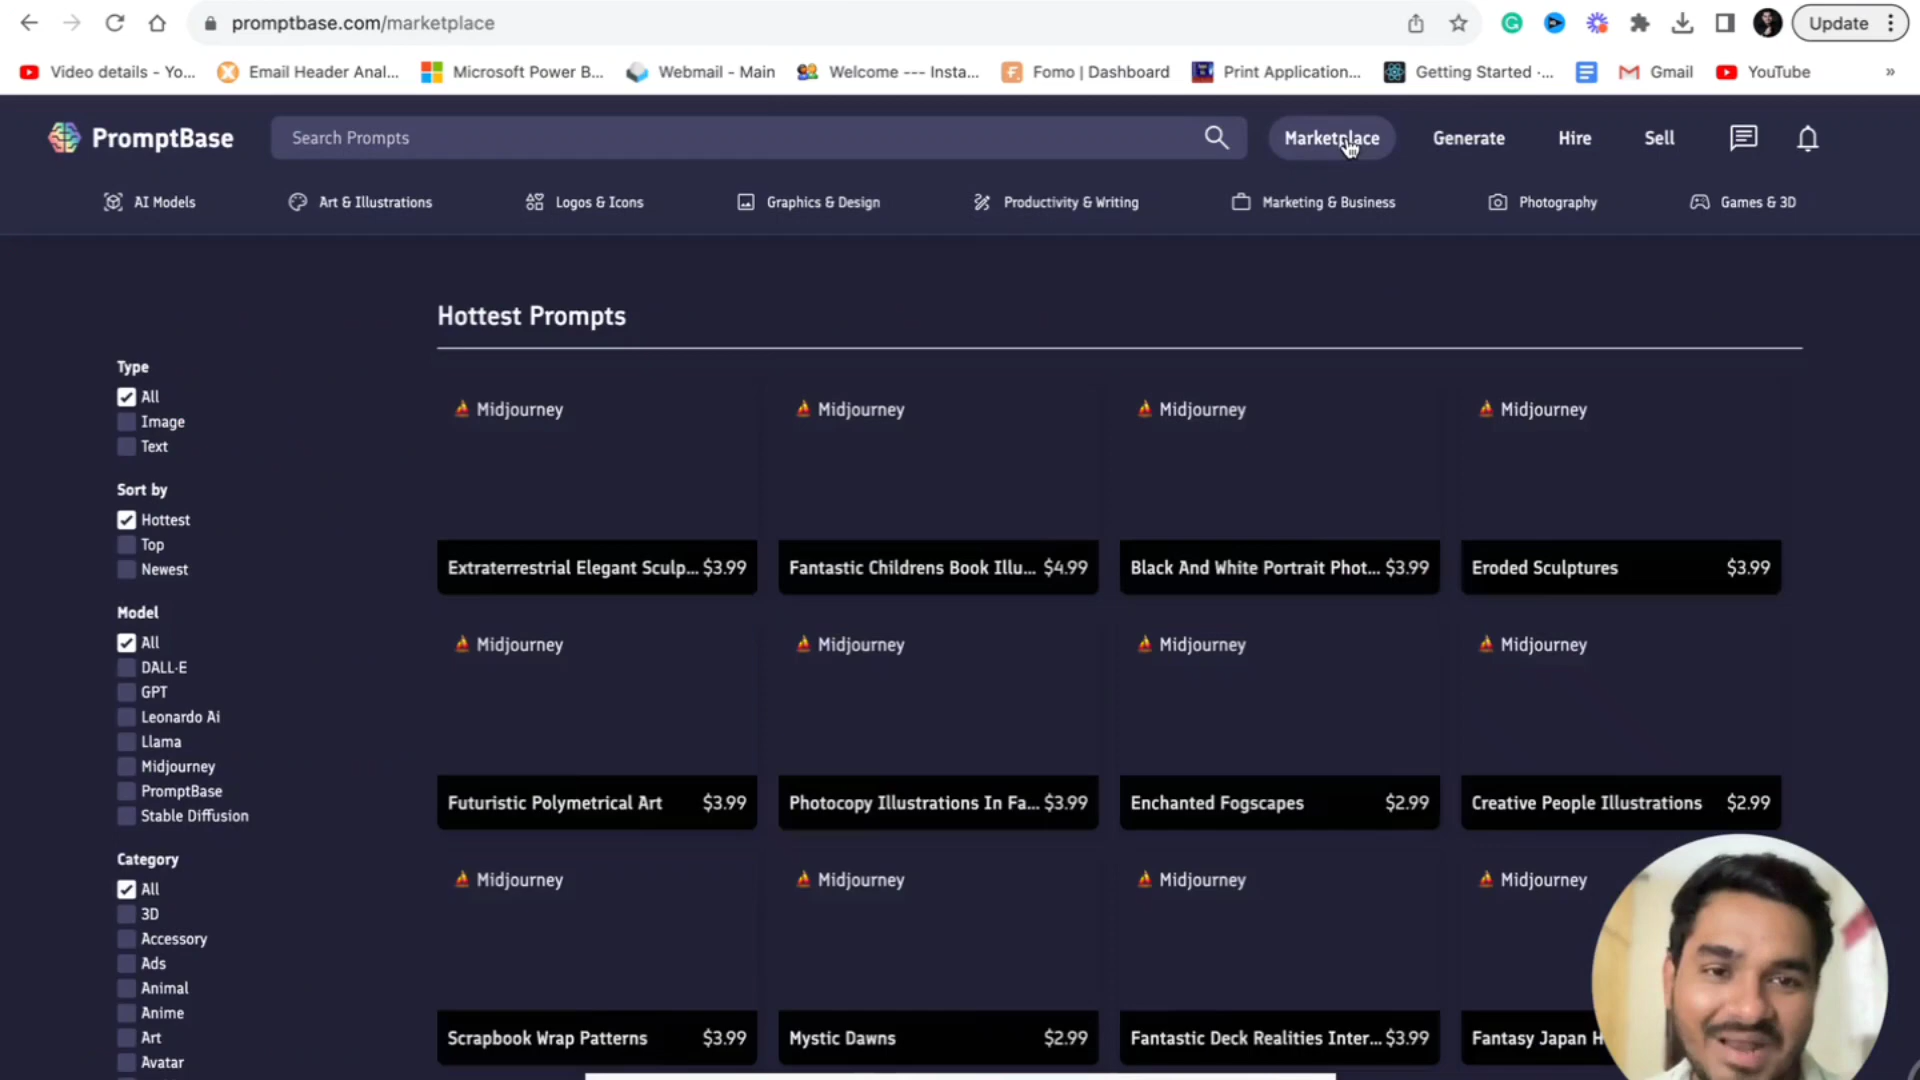 promptbase.com/marketplace
Update
Video details - Yo...
Email Header Anal...
Microsoft Power B...
Webmail - Main
Welcome --- Insta...
Fomo | Dashboard
Print Application...
Getting Started ·...
Gmail
YouTube
»
PromptBase
Search Prompts
Marketplace
Generate
Hire
Sell
AI Models
Art & Illustrations
Logos & Icons
Graphics & Design
Productivity & Writing
Marketing & Business
Photography
Games & 3D
Hottest Prompts
Type
All
Image
Text
Sort by
Hottest
Top
Newest
Model
All
DALL·E
GPT
Leonardo Ai
Llama
Midjourney
PromptBase
Stable Diffusion
Category
All
3D
Accessory
Ads
Animal
Anime
Art
Avatar
Midjourney
Extraterrestrial Elegant Sculp... $3.99
Midjourney
Fantastic Childrens Book Illu... $4.99
Midjourney
Black And White Portrait Phot... $3.99
Midjourney
Eroded Sculptures $3.99
Midjourney
Futuristic Polymetrical Art $3.99
Midjourney
Photocopy Illustrations In Fa... $3.99
Midjourney
Enchanted Fogscapes $2.99
Midjourney
Creative People Illustrations $2.99
Midjourney
Scrapbook Wrap Patterns $3.99
Midjourney
Mystic Dawns $2.99
Midjourney
Fantastic Deck Realities Inter... $3.99
Midjourney
Fantasy Japan H